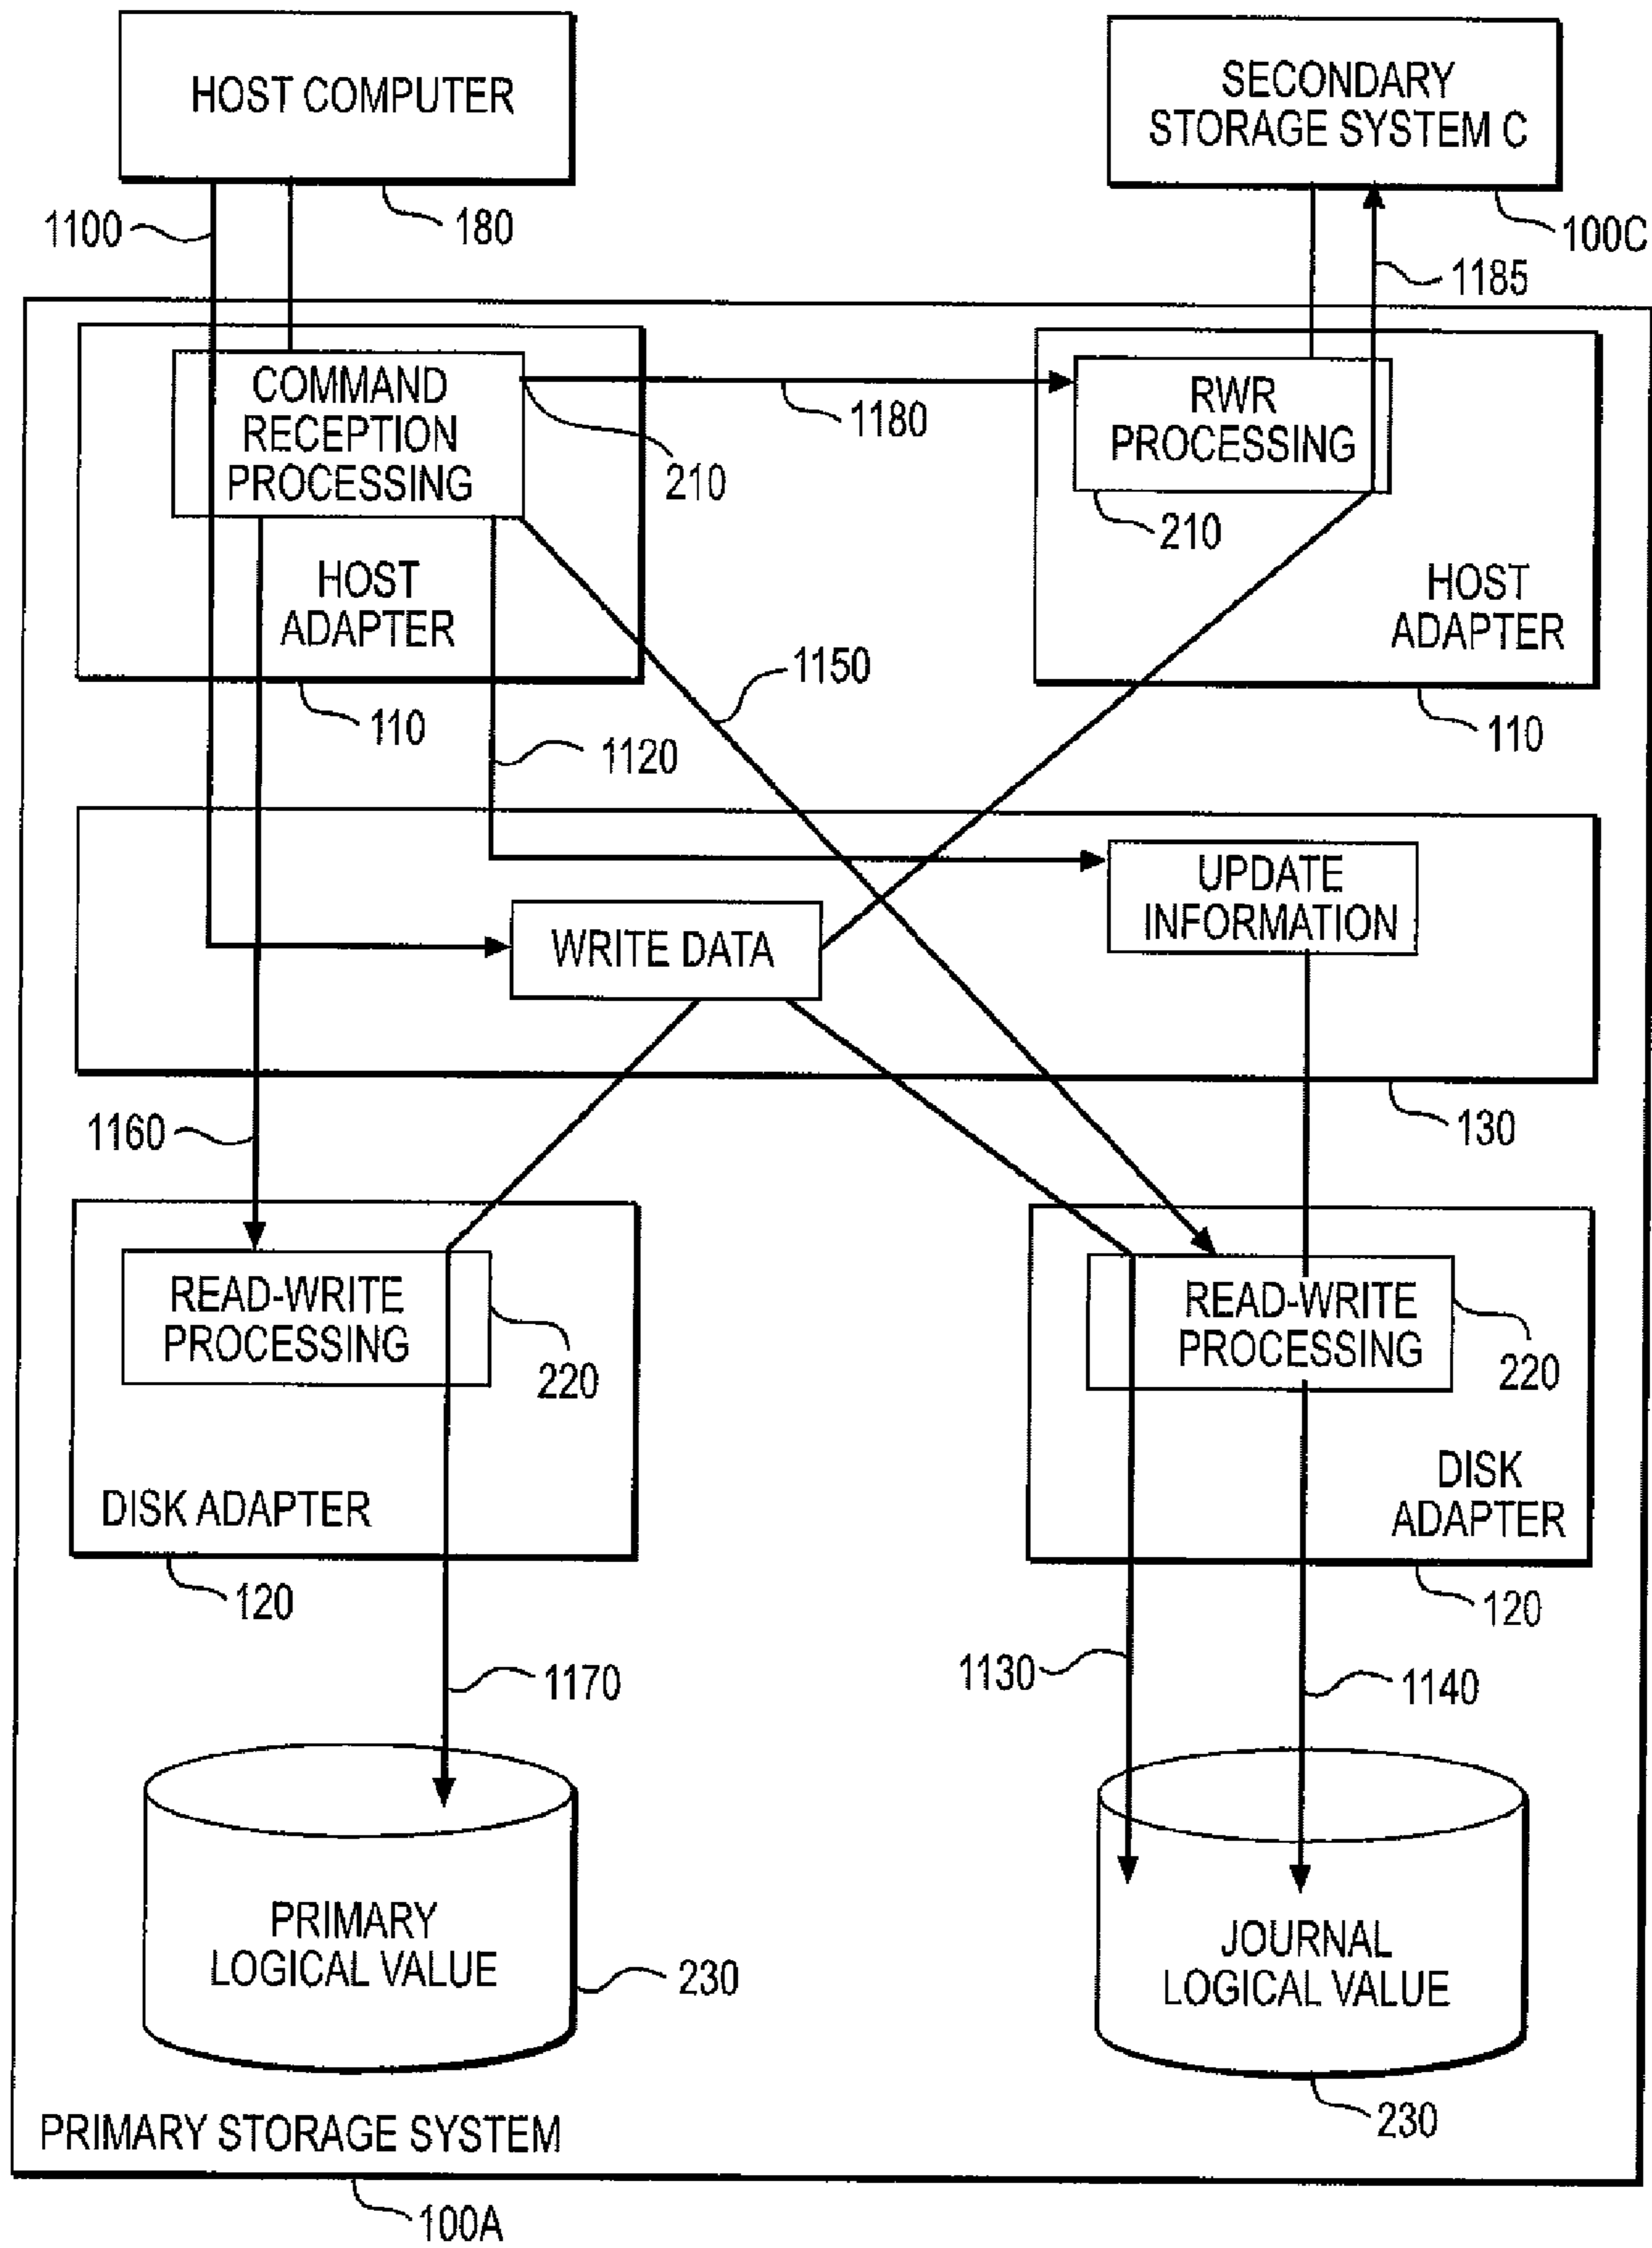 HOST COMPUTER
SECONDARY
STORAGE SYSTEM C
1100
180
100C
1185
COMMAND
RECEPTION
PROCESSING
1180
RWR
PROCESSING
210
210
HOST
ADAPTER
HOST
ADAPTER
1150
110
1120
110
UPDATE
INFORMATION
WRITE DATA
1160
130
READ-WRITE
PROCESSING
220
READ-WRITE
PROCESSING
220
DISK ADAPTER
DISK
ADAPTER
120
120
1170
1130
1140
PRIMARY
LOGICAL VALUE
230
JOURNAL
LOGICAL VALUE
230
PRIMARY STORAGE SYSTEM
100A